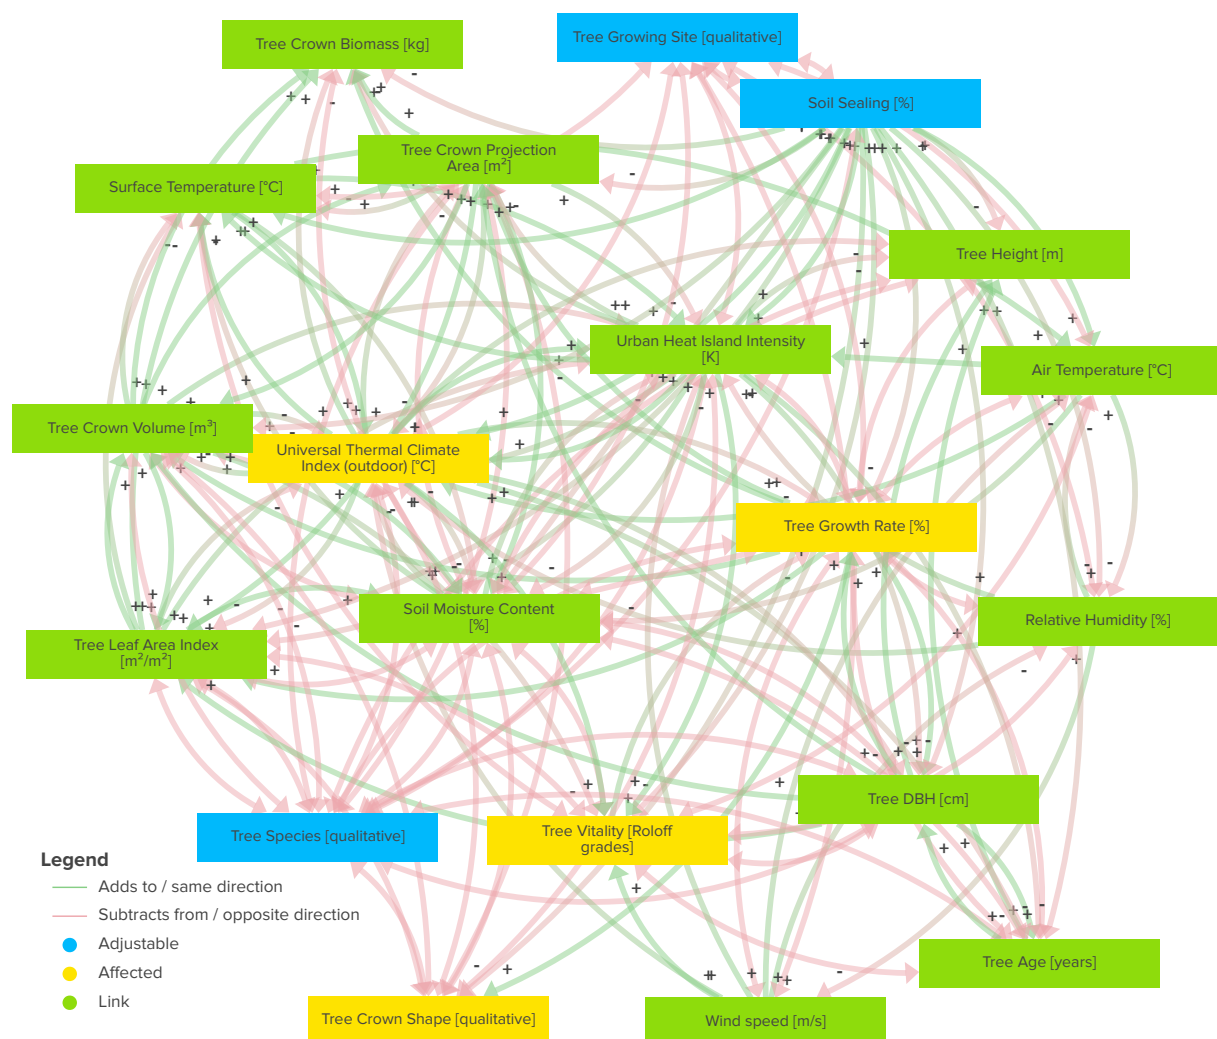 Tree Crown Biomass [kg]
Tree Growing Site [qualitative]
Soil Sealing [%]
Tree Crown Projection
Area [m²]
Surface Temperature [°C]
Tree Height [m]
Urban Heat Island Intensity
[K]
Air Temperature [°C]
Tree Crown Volume [m³]
Universal Thermal Climate
Index (outdoor) [°C]
Tree Growth Rate [%]
Soil Moisture Content
[%]
Relative Humidity [%]
Tree Leaf Area Index
[m²/m²]
Tree DBH [cm]
Tree Species [qualitative]
Tree Vitality [Roloff
grades]
Legend
Adds to / same direction
Subtracts from / opposite direction
Adjustable
Affected
Link
Tree Age [years]
Tree Crown Shape [qualitative]
Wind speed [m/s]